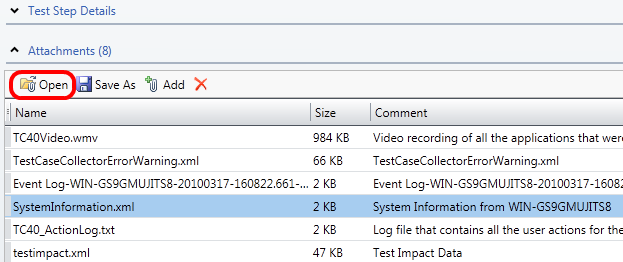 Test Step Details
Attachments (8)
Open Save As Add
Name Size Comment
TC40Video.wmv 984 KB Video recording of all the applications that were
TestCaseCollectorErrorWarning.xml 66 KB TestCaseCollectorErrorWarning.xml
Event Log-WIN-GS9GMUJITS8-20100317-160822.661-... 2 KB Event Log-WIN-GS9GMUJITS8-20100317-160822.66
SystemInformation.xml 2 KB System Information from WIN-GS9GMUJITS8
TC40_ActionLog.txt 2 KB Log file that contains all the user actions for the
testimpact.xml 47 KB Test Impact Data